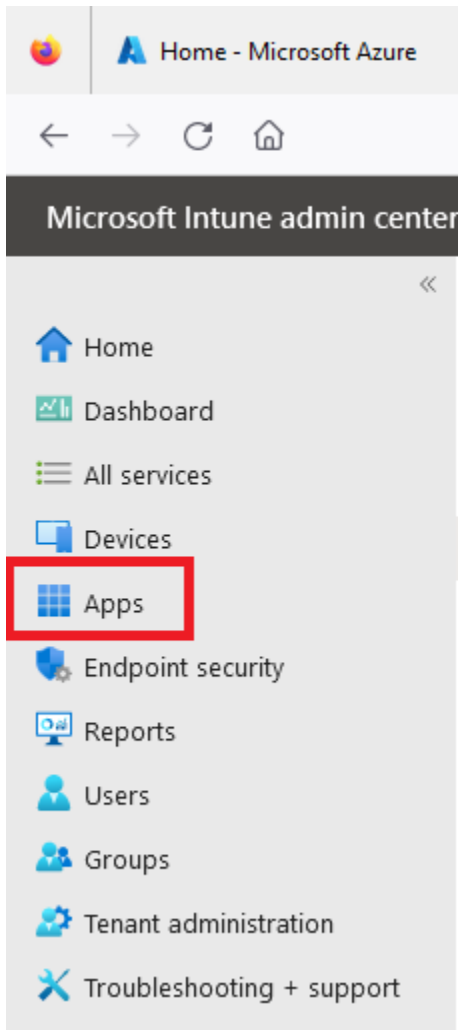 Home - Microsoft Azure
Microsoft Intune admin center
Home
Dashboard
All services
Devices
Apps
Endpoint security
Reports
Users
Groups
Tenant administration
Troubleshooting + support